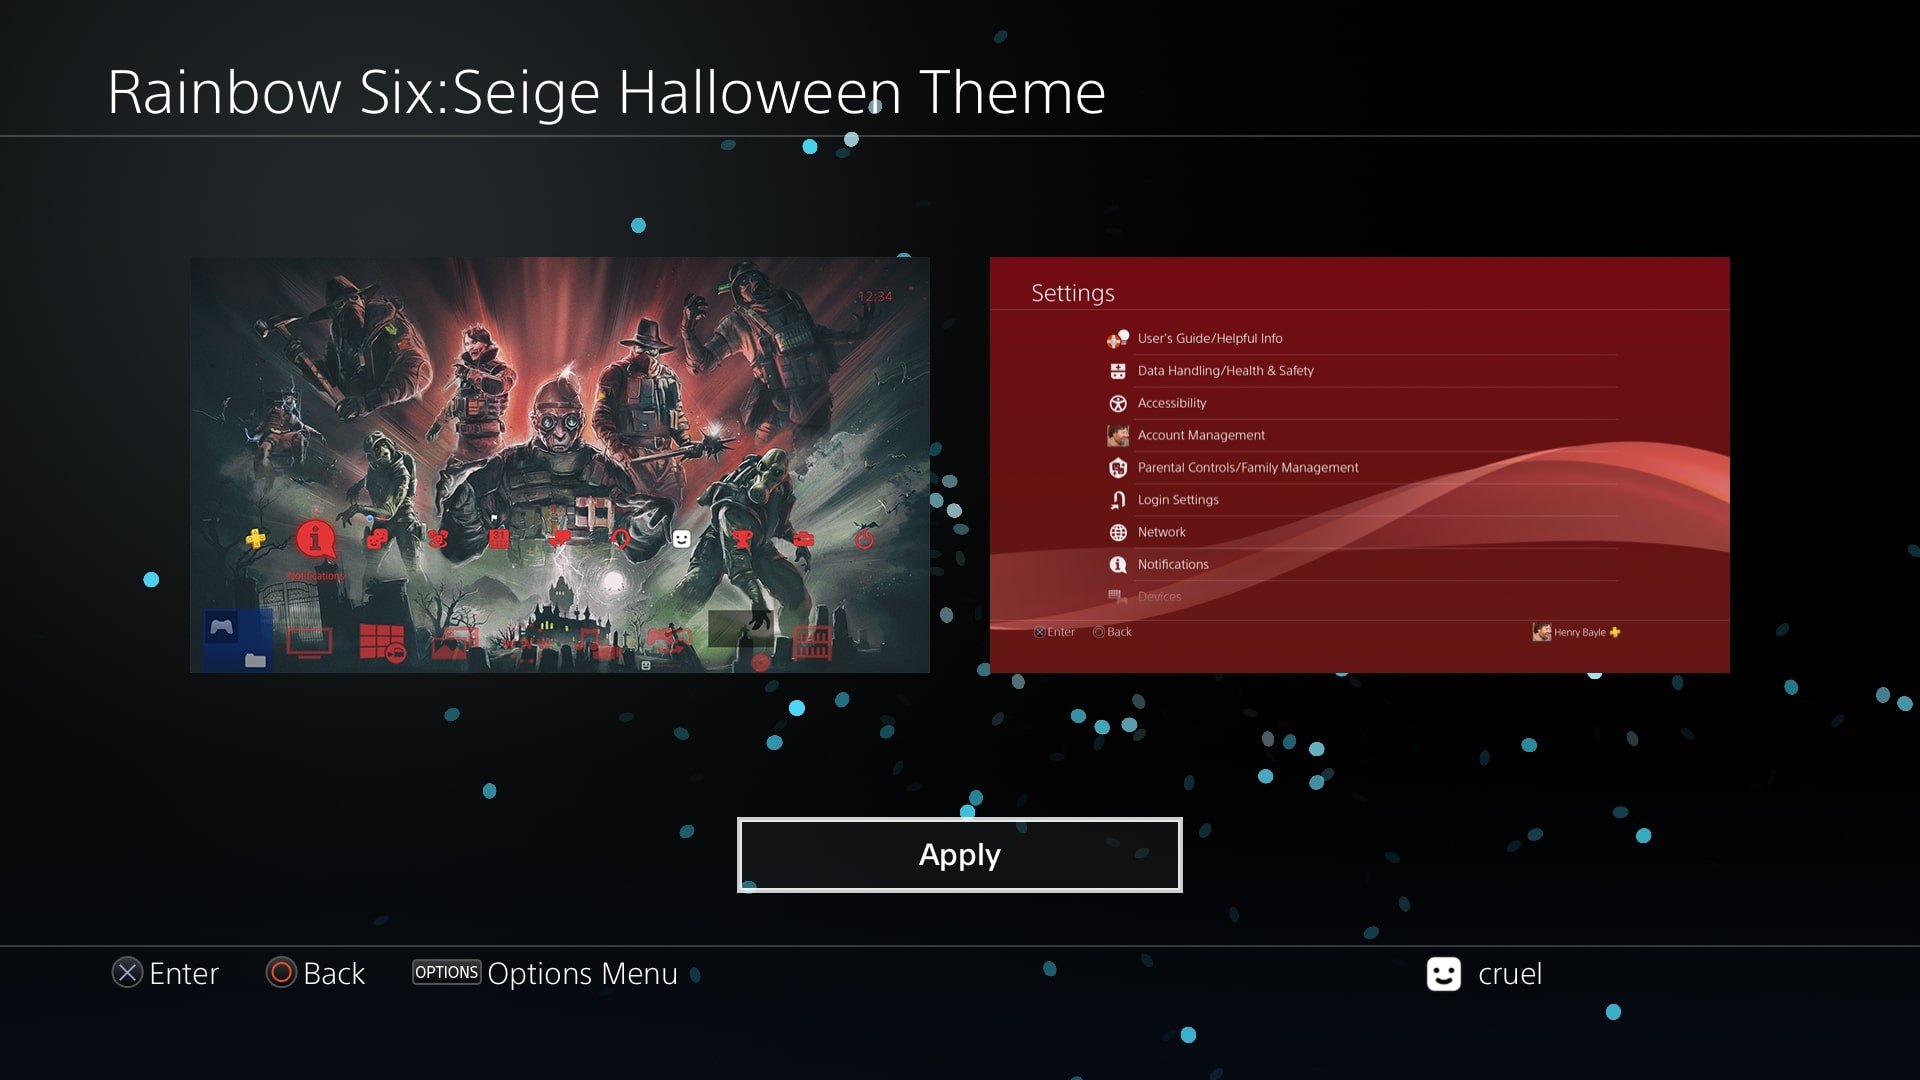 Rainbow Six:Seige Halloween Theme
12:34
31
Notifications
Settings
User's Guide/Helpful Info
Data Handling/Health & Safety
Accessibility
Account Management
Parental Controls/Family Management
Login Settings
Network
Notifications
Devices
Enter Back
Henry Bayle
Apply
Enter Back OPTIONS Options Menu
cruel